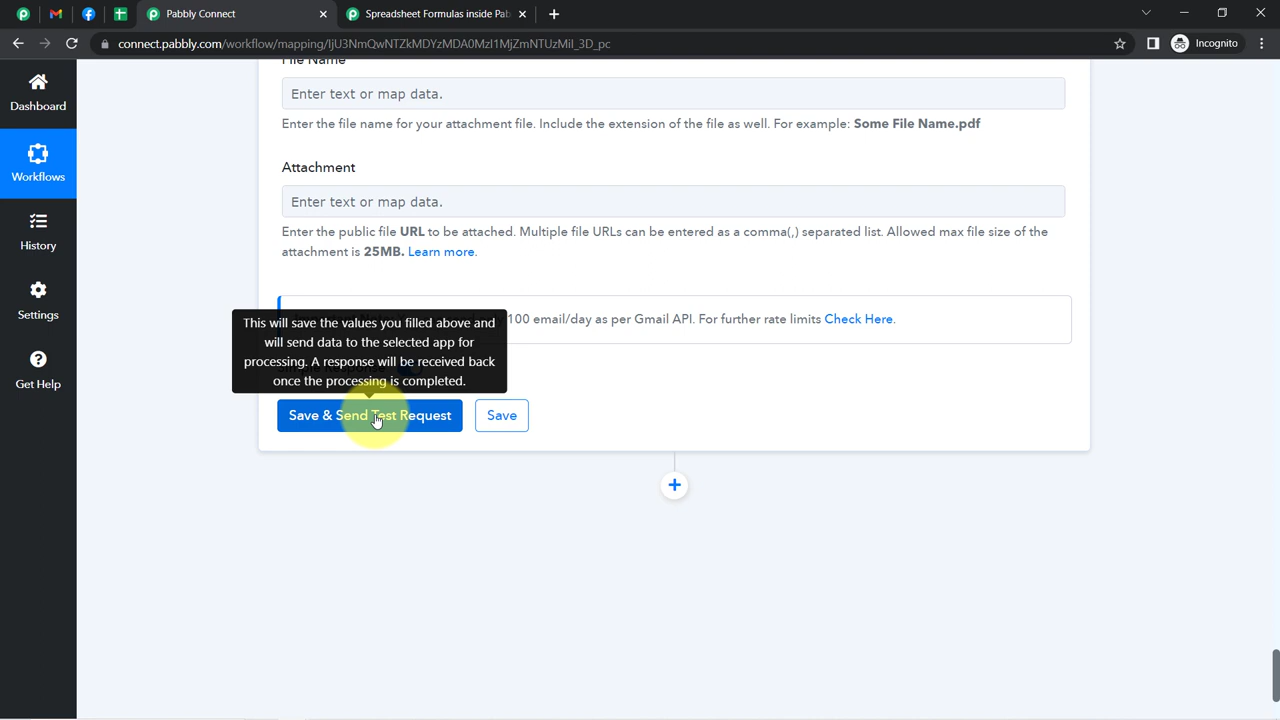 Pabbly Connect
Spreadsheet Formulas inside Pab
connect.pabbly.com/workflow/mapping/IjU3NmQwNTZkMDYzMDA0MzI1MjZmNTUzMiI_3D_pc
Incognito
Dashboard
Workflows
History
Settings
Get Help
File Name
Enter text or map data.
Enter the file name for your attachment file. Include the extension of the file as well. For example: Some File Name.pdf
Attachment
Enter text or map data.
Enter the public file URL to be attached. Multiple file URLs can be entered as a comma(,) separated list. Allowed max file size of the
attachment is 25MB. Learn more.
100 email/day as per Gmail API. For further rate limits Check Here.
This will save the values you filled above and
will send data to the selected app for
processing. A response will be received back
once the processing is completed.
Save & Send Test Request
Save